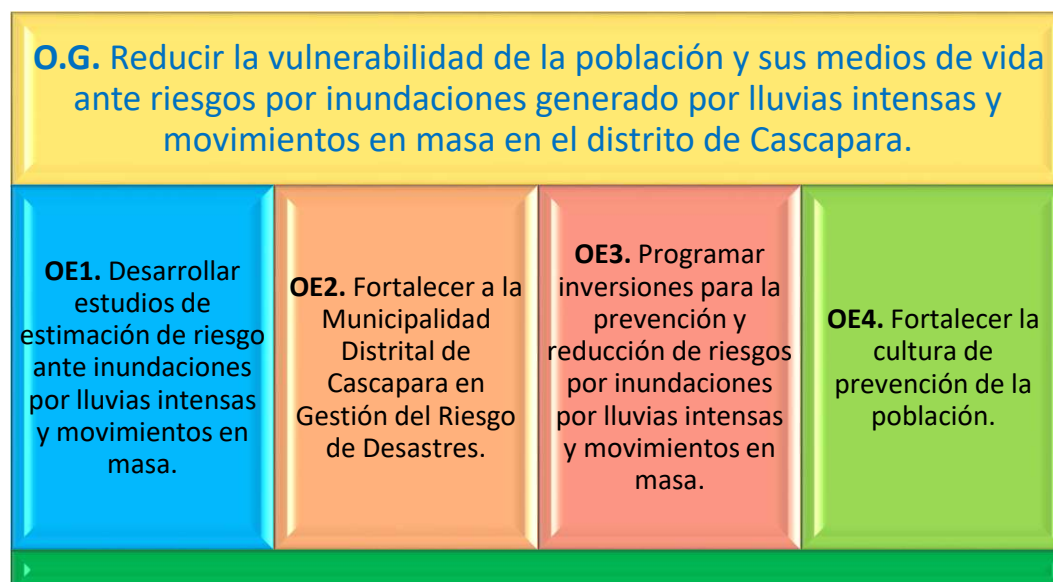 O.G. Reducir la vulnerabilidad de la población y sus medios de vida
ante riesgos por inundaciones generado por lluvias intensas y
movimientos en masa en el distrito de Cascapara.
OE1. Desarrollar
estudios de
estimación de riesgo
ante inundaciones
por lluvias intensas
y movimientos en
masa.
OE2. Fortalecer a la
Municipalidad
Distrital de
Cascapara en
Gestión del Riesgo
de Desastres.
OE3. Programar
inversiones para la
prevención y
reducción de riesgos
por inundaciones
por lluvias intensas
y movimientos en
masa.
OE4. Fortalecer la
cultura de
prevención de la
población.